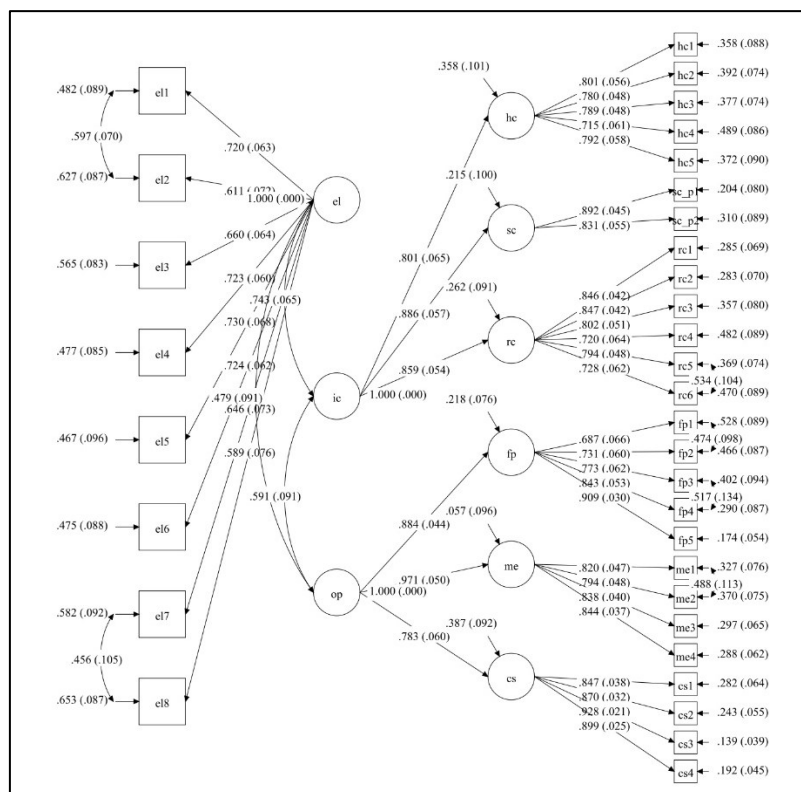 hc1
.358 (.088)
.358 (.101)
.801 (.056)
hc2
.392 (.074)
.780 (.048)
.482 (.089)
el1
hc
.789 (.048)
hc3
.377 (.074)
.715 (.061)
hc4
.489 (.086)
.597 (.070)
.720 (.063)
.792 (.058)
hc5
.372 (.090)
.627 (.087)
el2
.215 (.100)
.611 (.072)
1.000 (.000)
el
.892 (.045)
sc_p1
.204 (.080)
sc
.831 (.055)
sc_p2
.310 (.089)
.660 (.064)
.801 (.065)
rc1
.285 (.069)
.565 (.083)
el3
.262 (.091)
.846 (.042)
rc2
.283 (.070)
.723 (.060)
.743 (.065)
.886 (.057)
.847 (.042)
rc3
.357 (.080)
.730 (.068)
rc
.802 (.051)
.477 (.085)
el4
.720 (.064)
rc4
.482 (.089)
.724 (.062)
.859 (.054)
.794 (.048)
rc5
.369 (.074)
.479 (.091)
ic
1.000 (.000)
.728 (.062)
.534 (.104)
.646 (.073)
rc6
.470 (.089)
.467 (.096)
el5
.589 (.076)
.218 (.076)
.687 (.066)
fp1
.528 (.089)
.474 (.098)
fp
.731 (.060)
fp2
.466 (.087)
.591 (.091)
.773 (.062)
fp3
.402 (.094)
.843 (.053)
.517 (.134)
.475 (.088)
el6
.884 (.044)
.909 (.030)
fp4
.290 (.087)
.057 (.096)
fp5
.174 (.054)
.971 (.050)
me
.820 (.047)
me1
.327 (.076)
.488 (.113)
.582 (.092)
el7
op
1.000 (.000)
.794 (.048)
me2
.370 (.075)
.838 (.040)
me3
.297 (.065)
.783 (.060)
.387 (.092)
.844 (.037)
me4
.288 (.062)
.456 (.105)
cs
.847 (.038)
cs1
.282 (.064)
.653 (.087)
el8
.870 (.032)
cs2
.243 (.055)
.928 (.021)
cs3
.139 (.039)
.899 (.025)
cs4
.192 (.045)